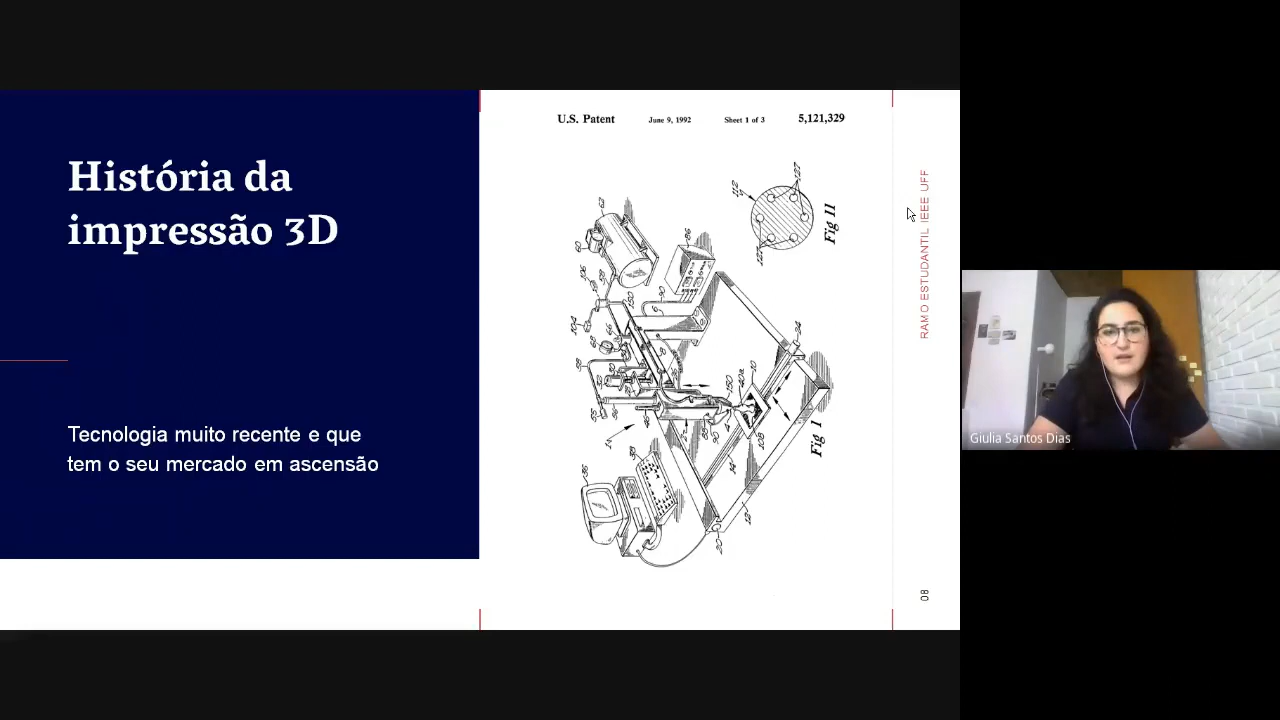 História da
impressão 3D
Tecnologia muito recente e que
tem o seu mercado em ascensão
U.S. Patent June 9, 1992 Sheet 1 of 3 5,121,329
Fig II
Fig 1
RAMO ESTUDANTIL IEEE UFF
08
Giulia Santos Dias